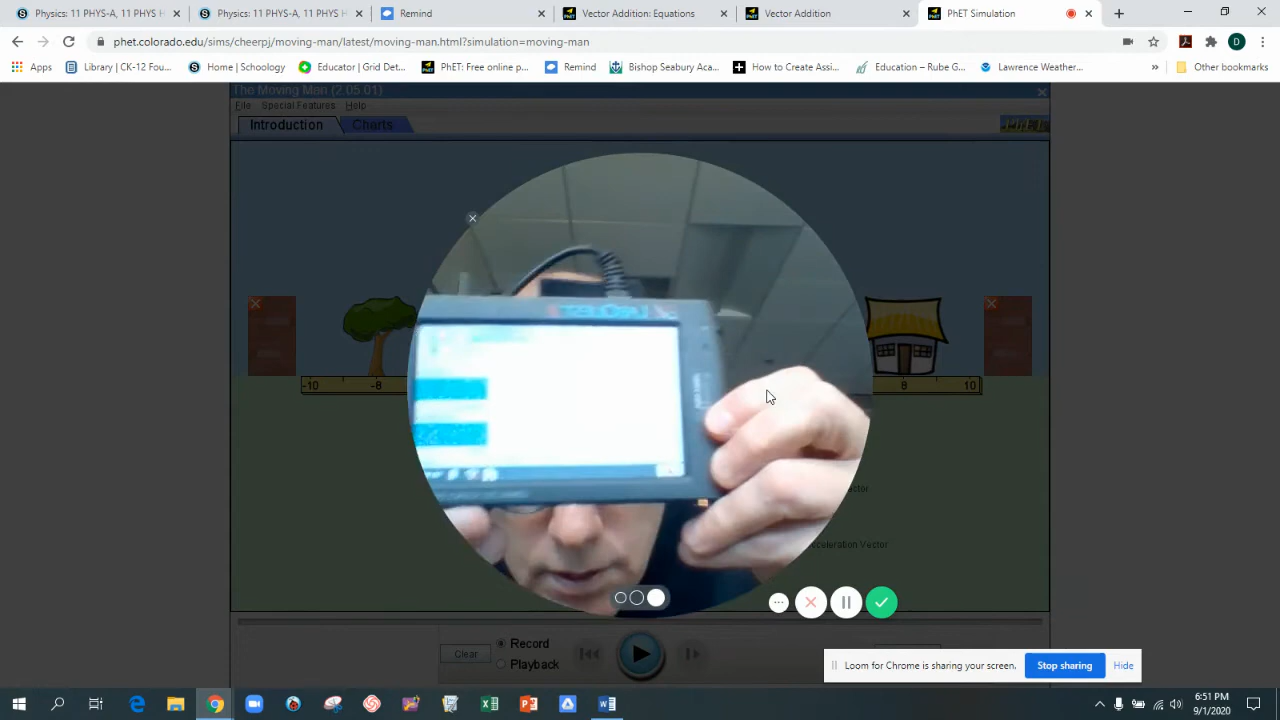 Physics: 11 PHYS-A, 11 PHYS H
Physics: 11 PHYS-A, 11 PHYS H
Remind
Vector Addition: Equations
Vector Addition
PhET Simulation
phet.colorado.edu/sims/cheerpj/moving-man/latest/moving-man.html?simulation=moving-man
D
Apps
Library | CK-12 Fou...
Home | Schoology
Educator | Grid Det...
PhET: Free online p...
Remind
Bishop Seabury Aca...
How to Create Assi...
Education – Rube G...
Lawrence Weather...
Other bookmarks
The Moving Man (2.05.01)
File Special Features Help
Introduction
Charts
PhET
LabQuest
-10
-8
8
10
Acceleration Vector
Record
Clear
Playback
Loom for Chrome is sharing your screen.
Stop sharing
Hide
6:51 PM
9/1/2020